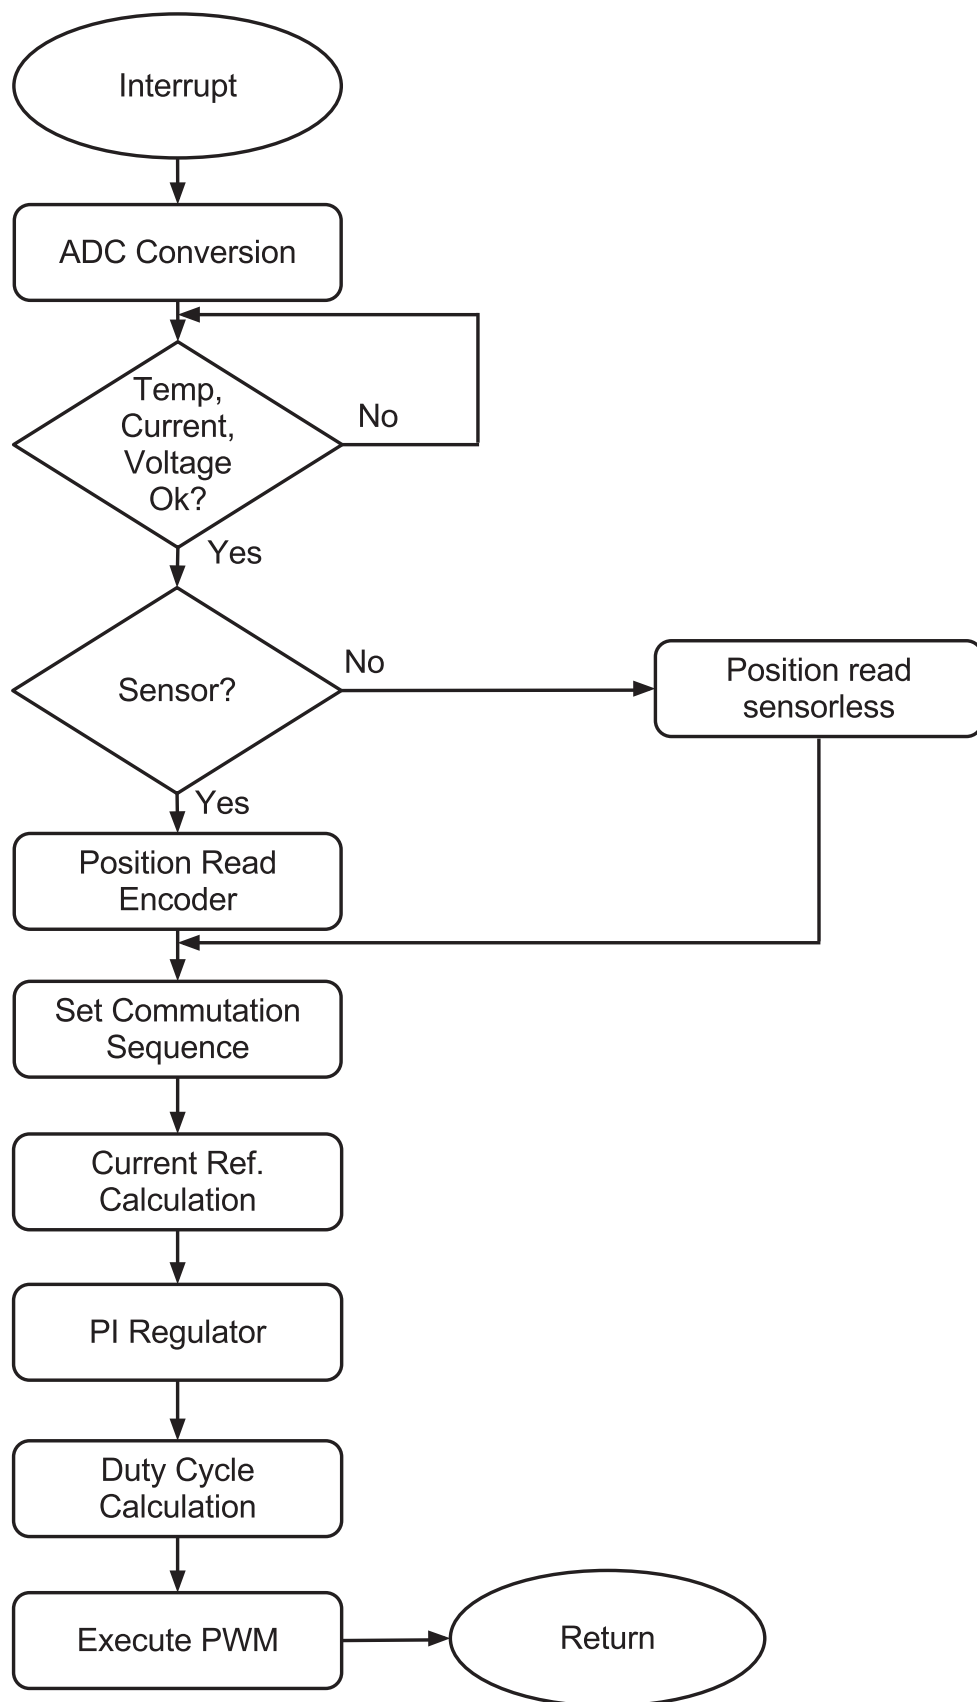 Interrupt
ADC Conversion
Temp,
Current,
Voltage
Ok?
No
Yes
Sensor?
No
Position read
sensorless
Yes
Position Read
Encoder
Set Commutation
Sequence
Current Ref.
Calculation
PI Regulator
Duty Cycle
Calculation
Execute PWM
Return